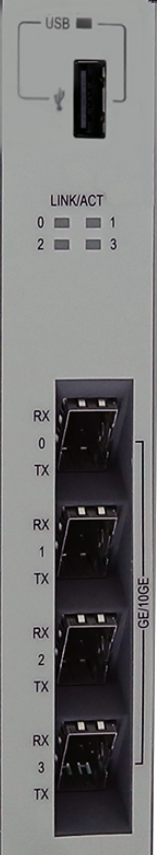 USB
LINK/ACT
0 1
2 3
RX
0
TX
RX
1
TX
RX
2
TX
RX
3
TX
GE/10GE